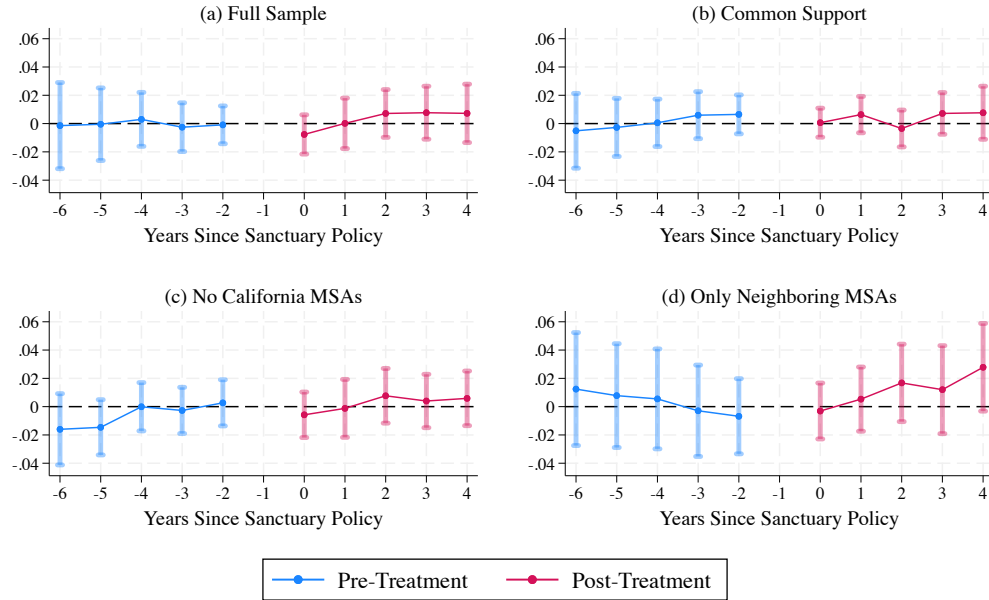 (a) Full Sample
.06
.04
.02
0
-.02
-.04
-6 -5 -4 -3 -2 -1 0 1 2 3 4
Years Since Sanctuary Policy
(b) Common Support
.06
.04
.02
0
-.02
-.04
-6 -5 -4 -3 -2 -1 0 1 2 3 4
Years Since Sanctuary Policy
(c) No California MSAs
.06
.04
.02
0
-.02
-.04
-6 -5 -4 -3 -2 -1 0 1 2 3 4
Years Since Sanctuary Policy
(d) Only Neighboring MSAs
.06
.04
.02
0
-.02
-.04
-6 -5 -4 -3 -2 -1 0 1 2 3 4
Years Since Sanctuary Policy
Pre-Treatment Post-Treatment